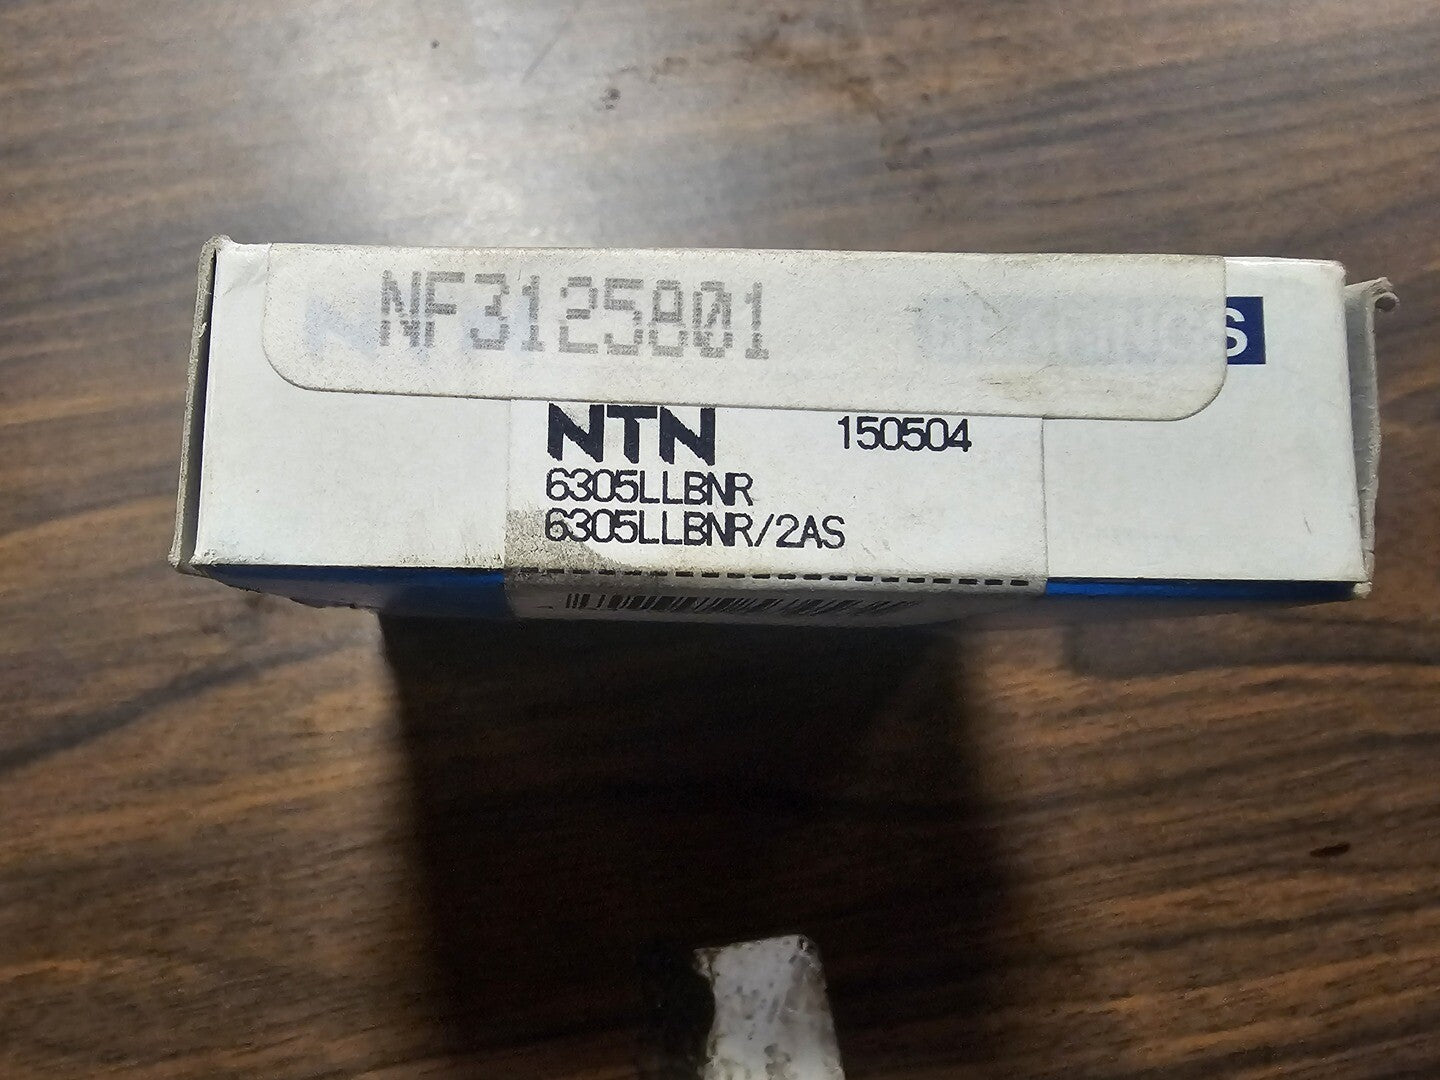 NF3125801
S
NTN 150504
6305LLBNR
6305LLBNR/2AS